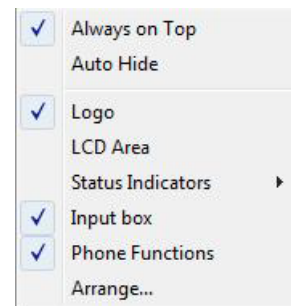 Always on Top
Auto Hide
Logo
LCD Area
Status Indicators
Input box
Phone Functions
Arrange...